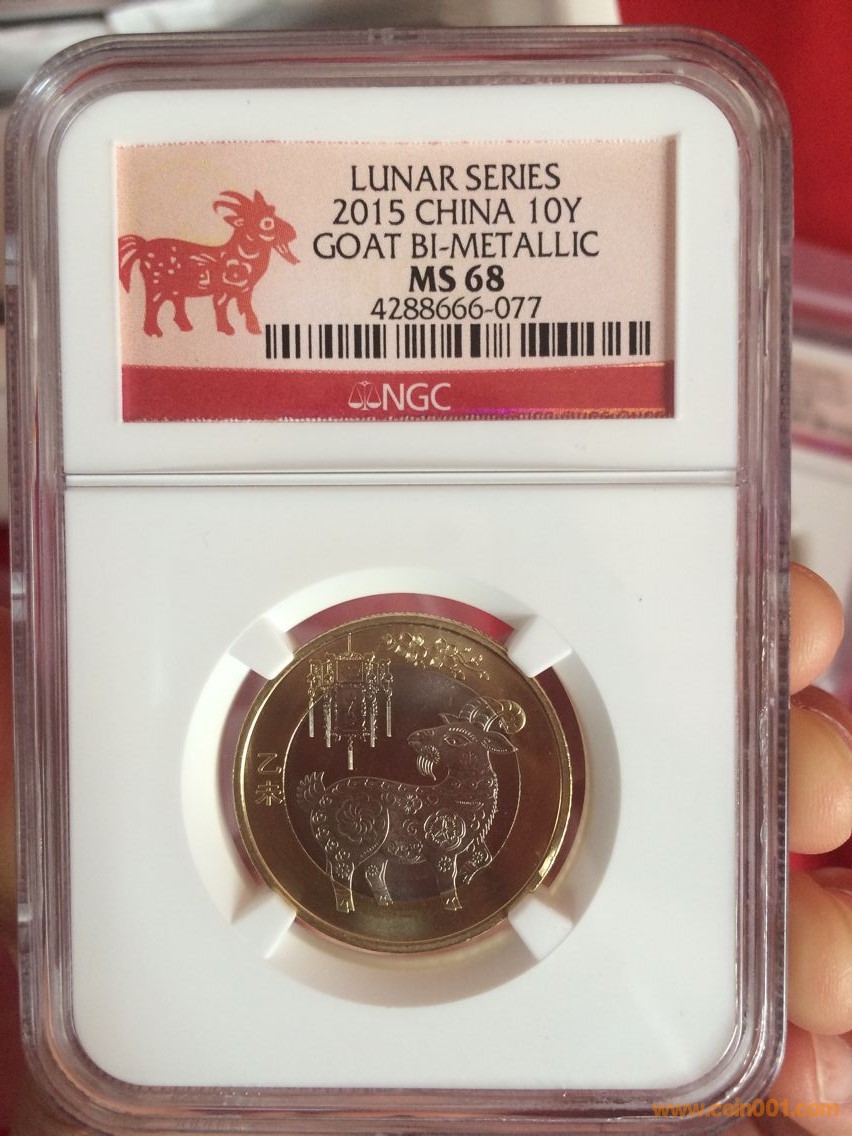 LUNAR SERIES
2015 CHINA 10Y
GOAT BI-METALLIC
MS 68
4288666-077
NGC
乙未
www.coin001.com